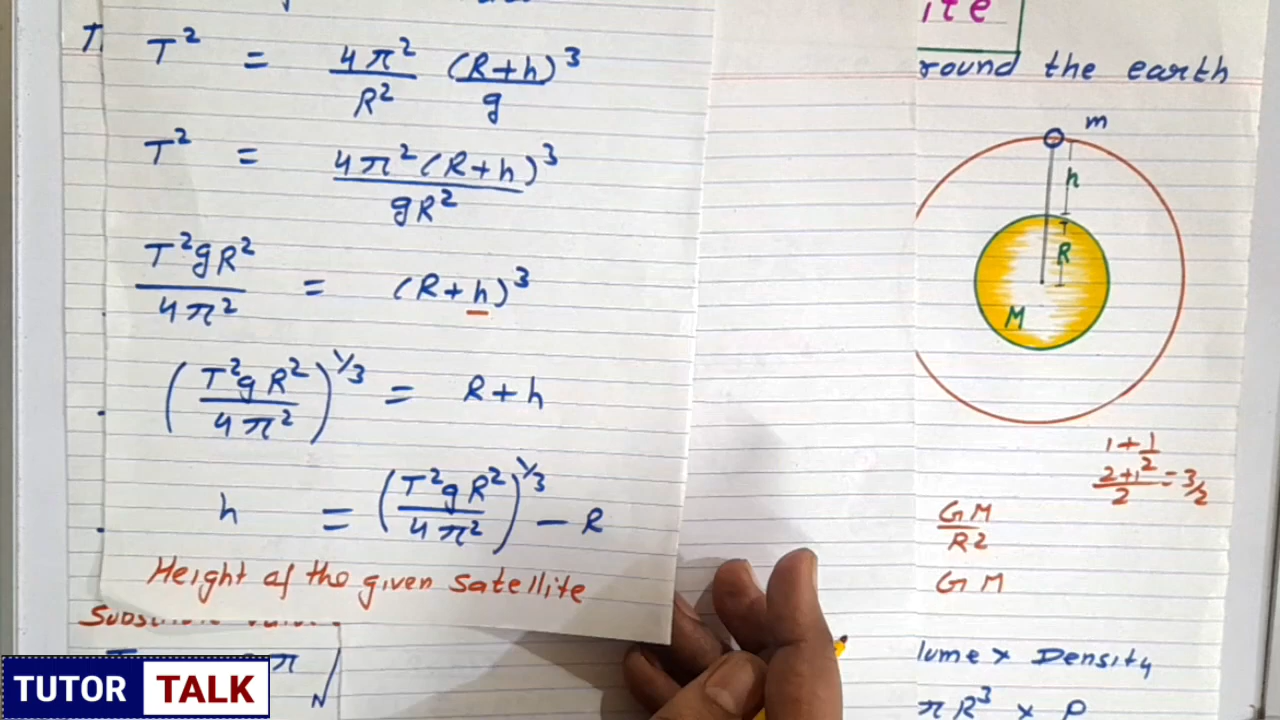 T
T² = 4π²/R² (R+h)³/g
T² = 4π²(R+h)³/gR²
T²gR²/4π² = (R+h)³
(T²gR²/4π²)^1/3 = R+h
h = (T²gR²/4π²)^1/3 − R
Height of the given satellite
π
ite
round the earth
m
h
R
M
1+1/2
2+1/2 = 3/2
GM/R2
GM
lume × Density
πR³ × ρ
TUTOR TALK